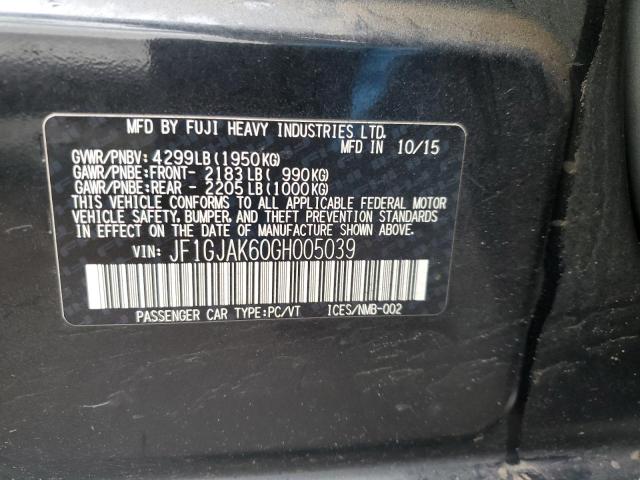 MFD BY FUJI HEAVY INDUSTRIES LTD.
MFD IN 10/15
GVWR/PNBV: 4299LB(1950KG)
GAWR/PNBE:FRONT- 2183LB( 990KG)
GAWR/PNBE:REAR - 2205LB(1000KG)
THIS VEHICLE CONFORMS TO ALL APPLICABLE FEDERAL MOTOR
VEHICLE SAFETY, BUMPER, AND THEFT PREVENTION STANDARDS
IN EFFECT ON THE DATE OF MANUFACTURE SHOWN ABOVE.
VIN: JF1GJAK60GH005039
PASSENGER CAR TYPE:PC/VT ICES/NMB-002